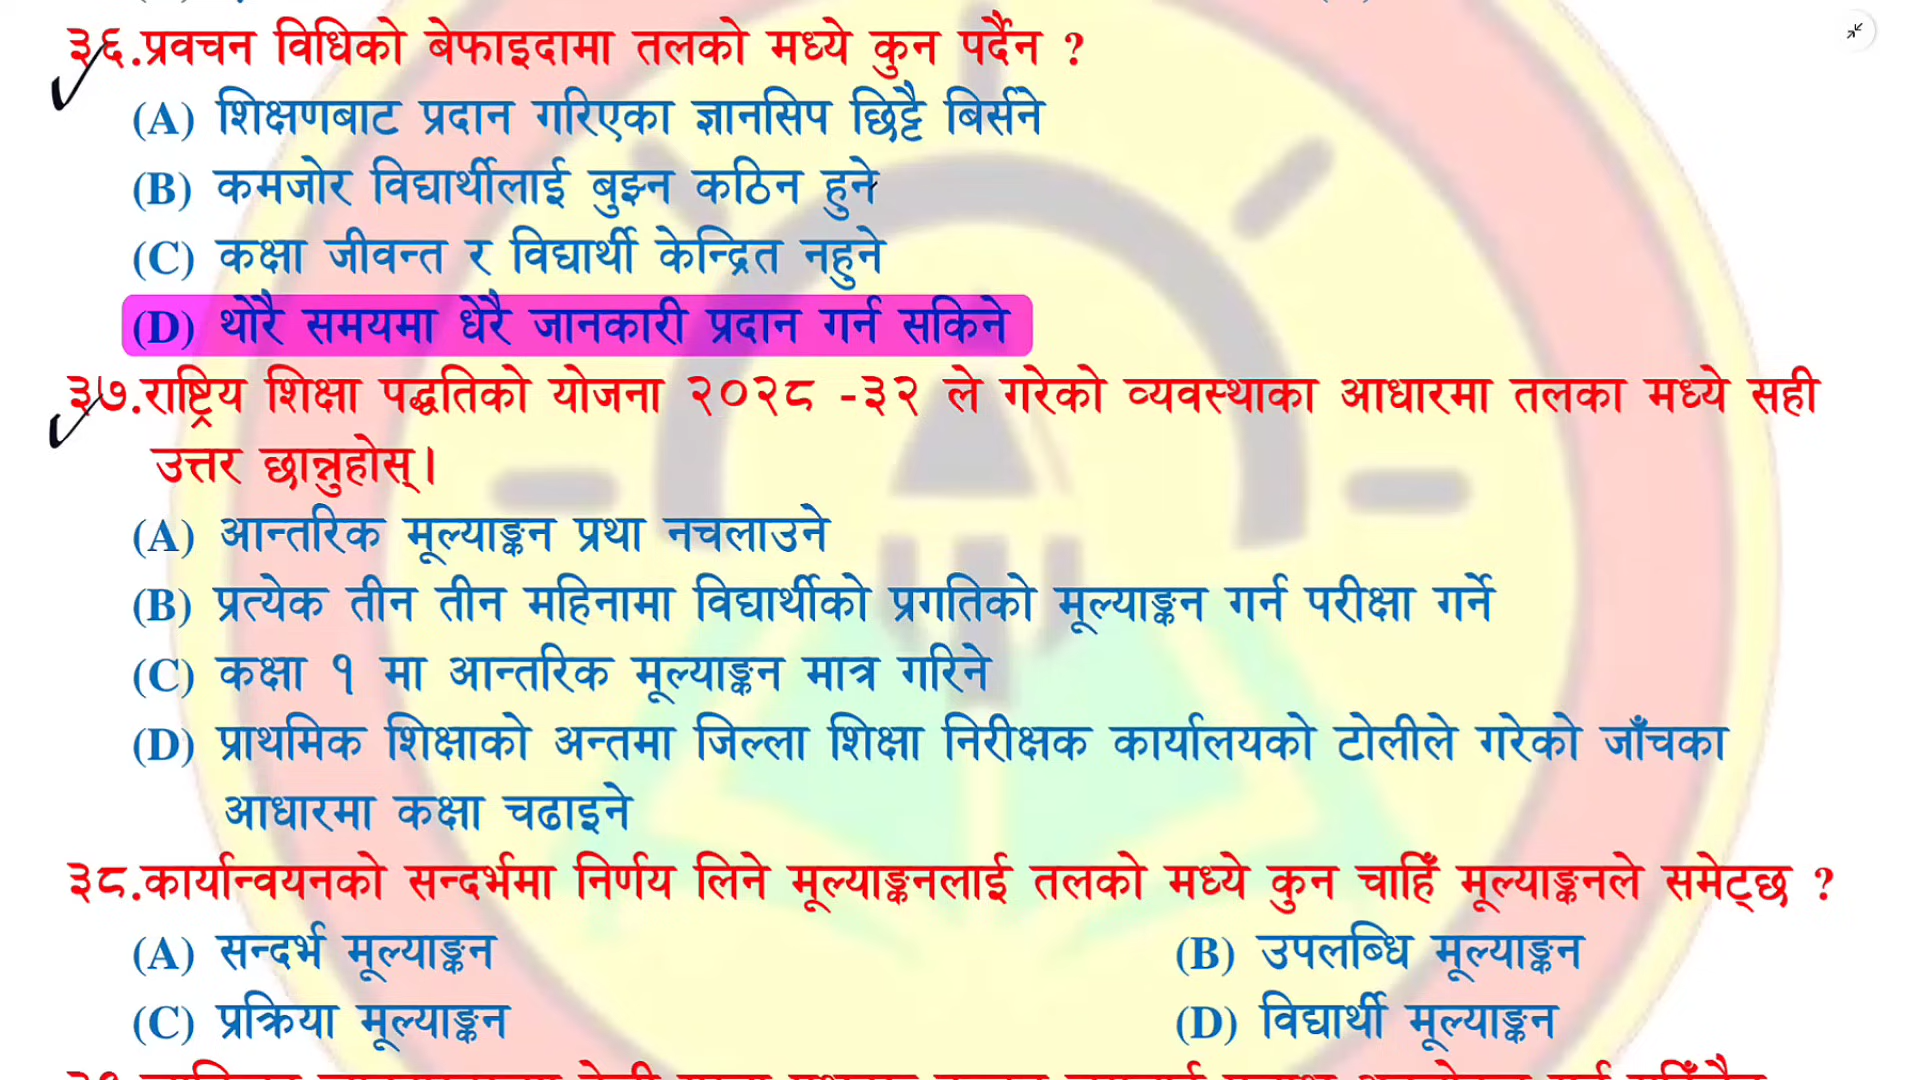 ३६.प्रवचन विधिको बेफाइदामा तलको मध्ये कुन पर्दैन ?
(A) शिक्षणबाट प्रदान गरिएका ज्ञानसिप छिट्टै बिर्सने
(B) कमजोर विद्यार्थीलाई बुझ्न कठिन हुने
(C) कक्षा जीवन्त र विद्यार्थी केन्द्रित नहुने
(D) थोरै समयमा धेरै जानकारी प्रदान गर्न सकिने
३७.राष्ट्रिय शिक्षा पद्धतिको योजना २०२८ -३२ ले गरेको व्यवस्थाका आधारमा तलका मध्ये सही
उत्तर छान्नुहोस्।
(A) आन्तरिक मूल्याङ्कन प्रथा नचलाउने
(B) प्रत्येक तीन तीन महिनामा विद्यार्थीको प्रगतिको मूल्याङ्कन गर्न परीक्षा गर्ने
(C) कक्षा १ मा आन्तरिक मूल्याङ्कन मात्र गरिने
(D) प्राथमिक शिक्षाको अन्तमा जिल्ला शिक्षा निरीक्षक कार्यालयको टोलीले गरेको जाँचका
आधारमा कक्षा चढाइने
३८.कार्यान्वयनको सन्दर्भमा निर्णय लिने मूल्याङ्कनलाई तलको मध्ये कुन चाहिँ मूल्याङ्कनले समेट्छ ?
(A) सन्दर्भ मूल्याङ्कन (B) उपलब्धि मूल्याङ्कन
(C) प्रक्रिया मूल्याङ्कन (D) विद्यार्थी मूल्याङ्कन